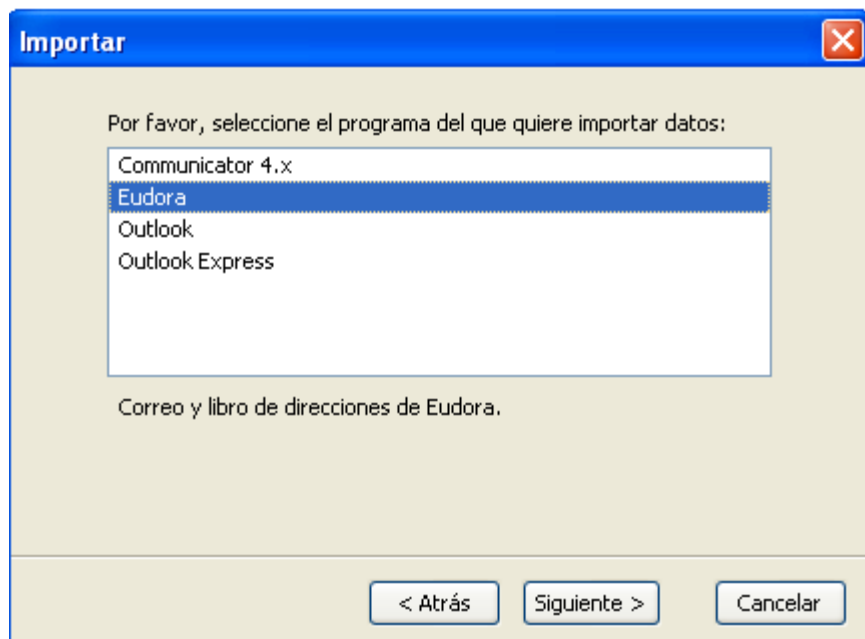 Importar
Por favor, seleccione el programa del que quiere importar datos:
Communicator 4.x
Eudora
Outlook
Outlook Express
Correo y libro de direcciones de Eudora.
< Atrás Siguiente > Cancelar